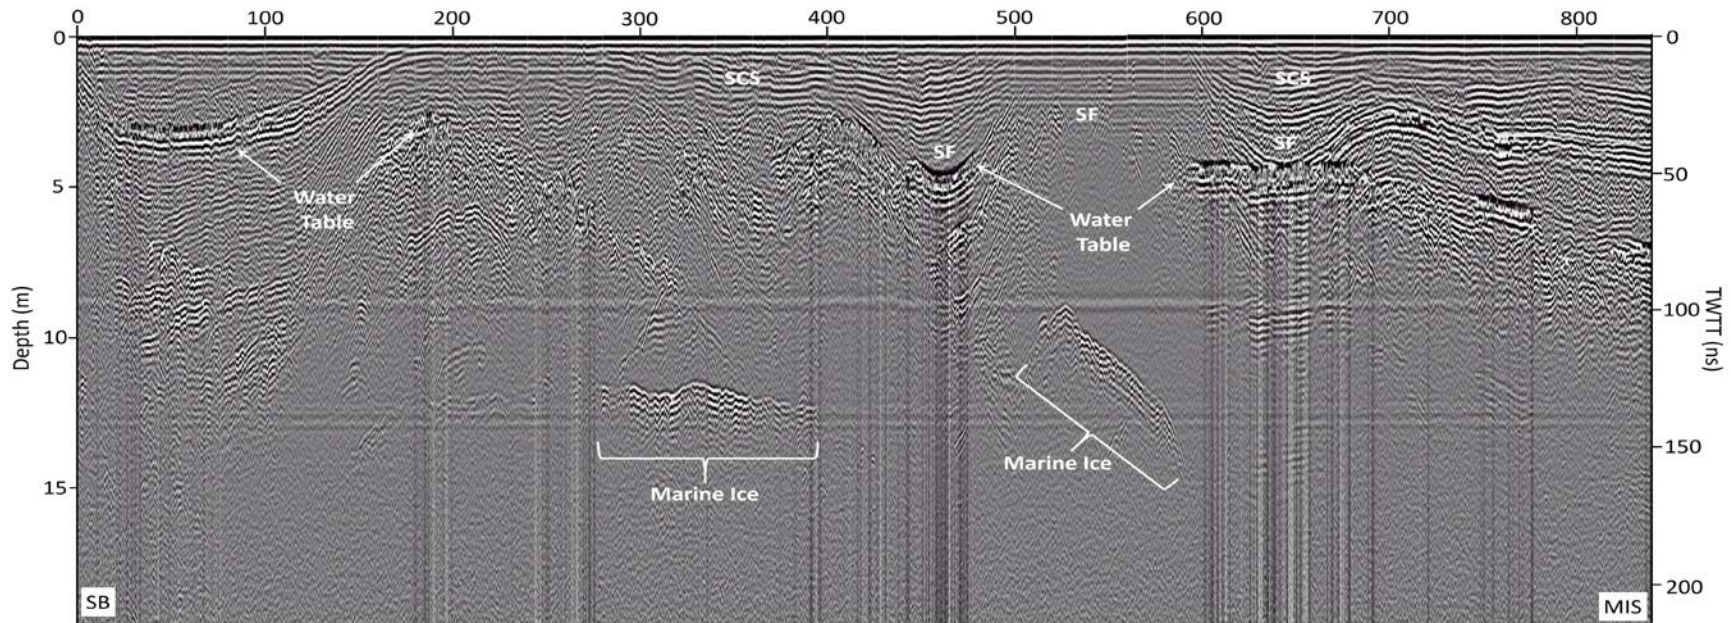 0 100 200 300 400 500 600 700 800
0 0
SCS SCS
SF
SF SF
5 50
Water
Table
Water
Table
Depth (m)
TWTT (ns)
100
10
Marine Ice
150
Marine Ice
15
200
SB MIS